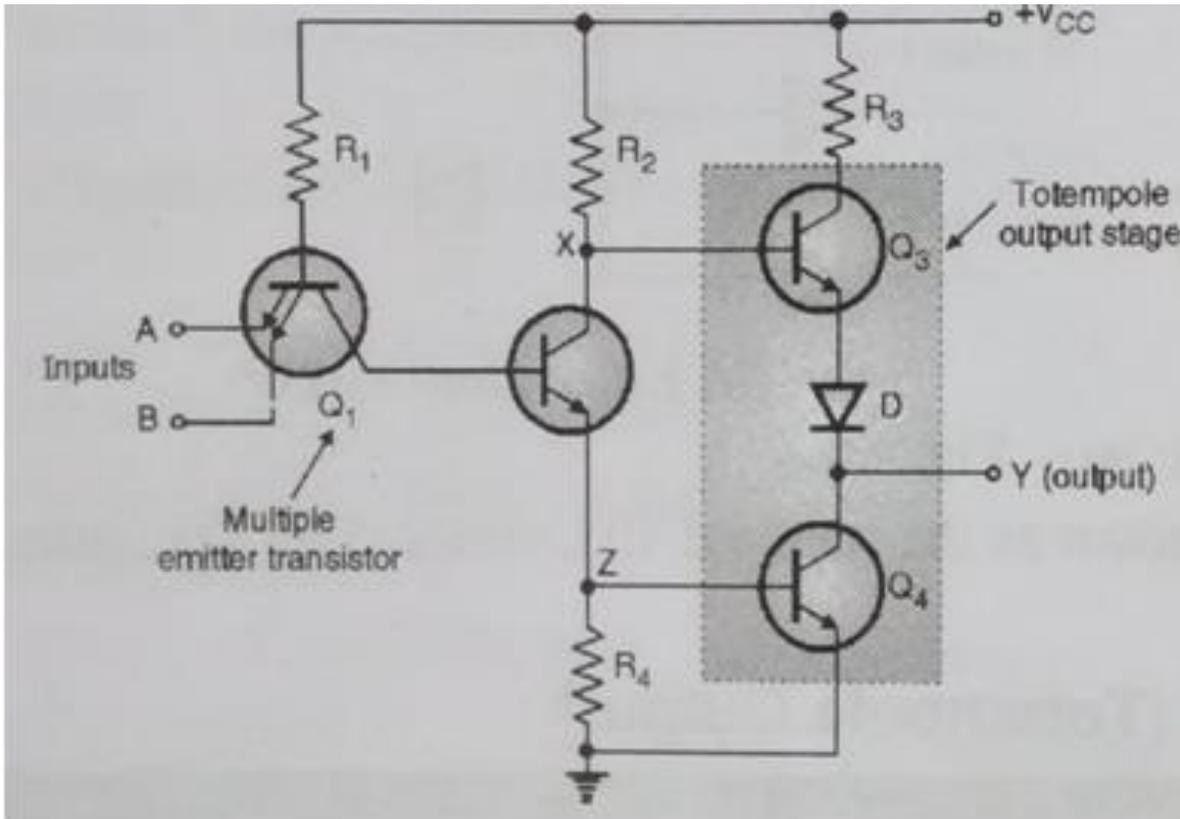 +VCC
R1
R2
R3
Totempole
output stage
X
Q3
A
Inputs
B
Q1
D
Y (output)
Multiple
emitter transistor
Z
Q4
R4